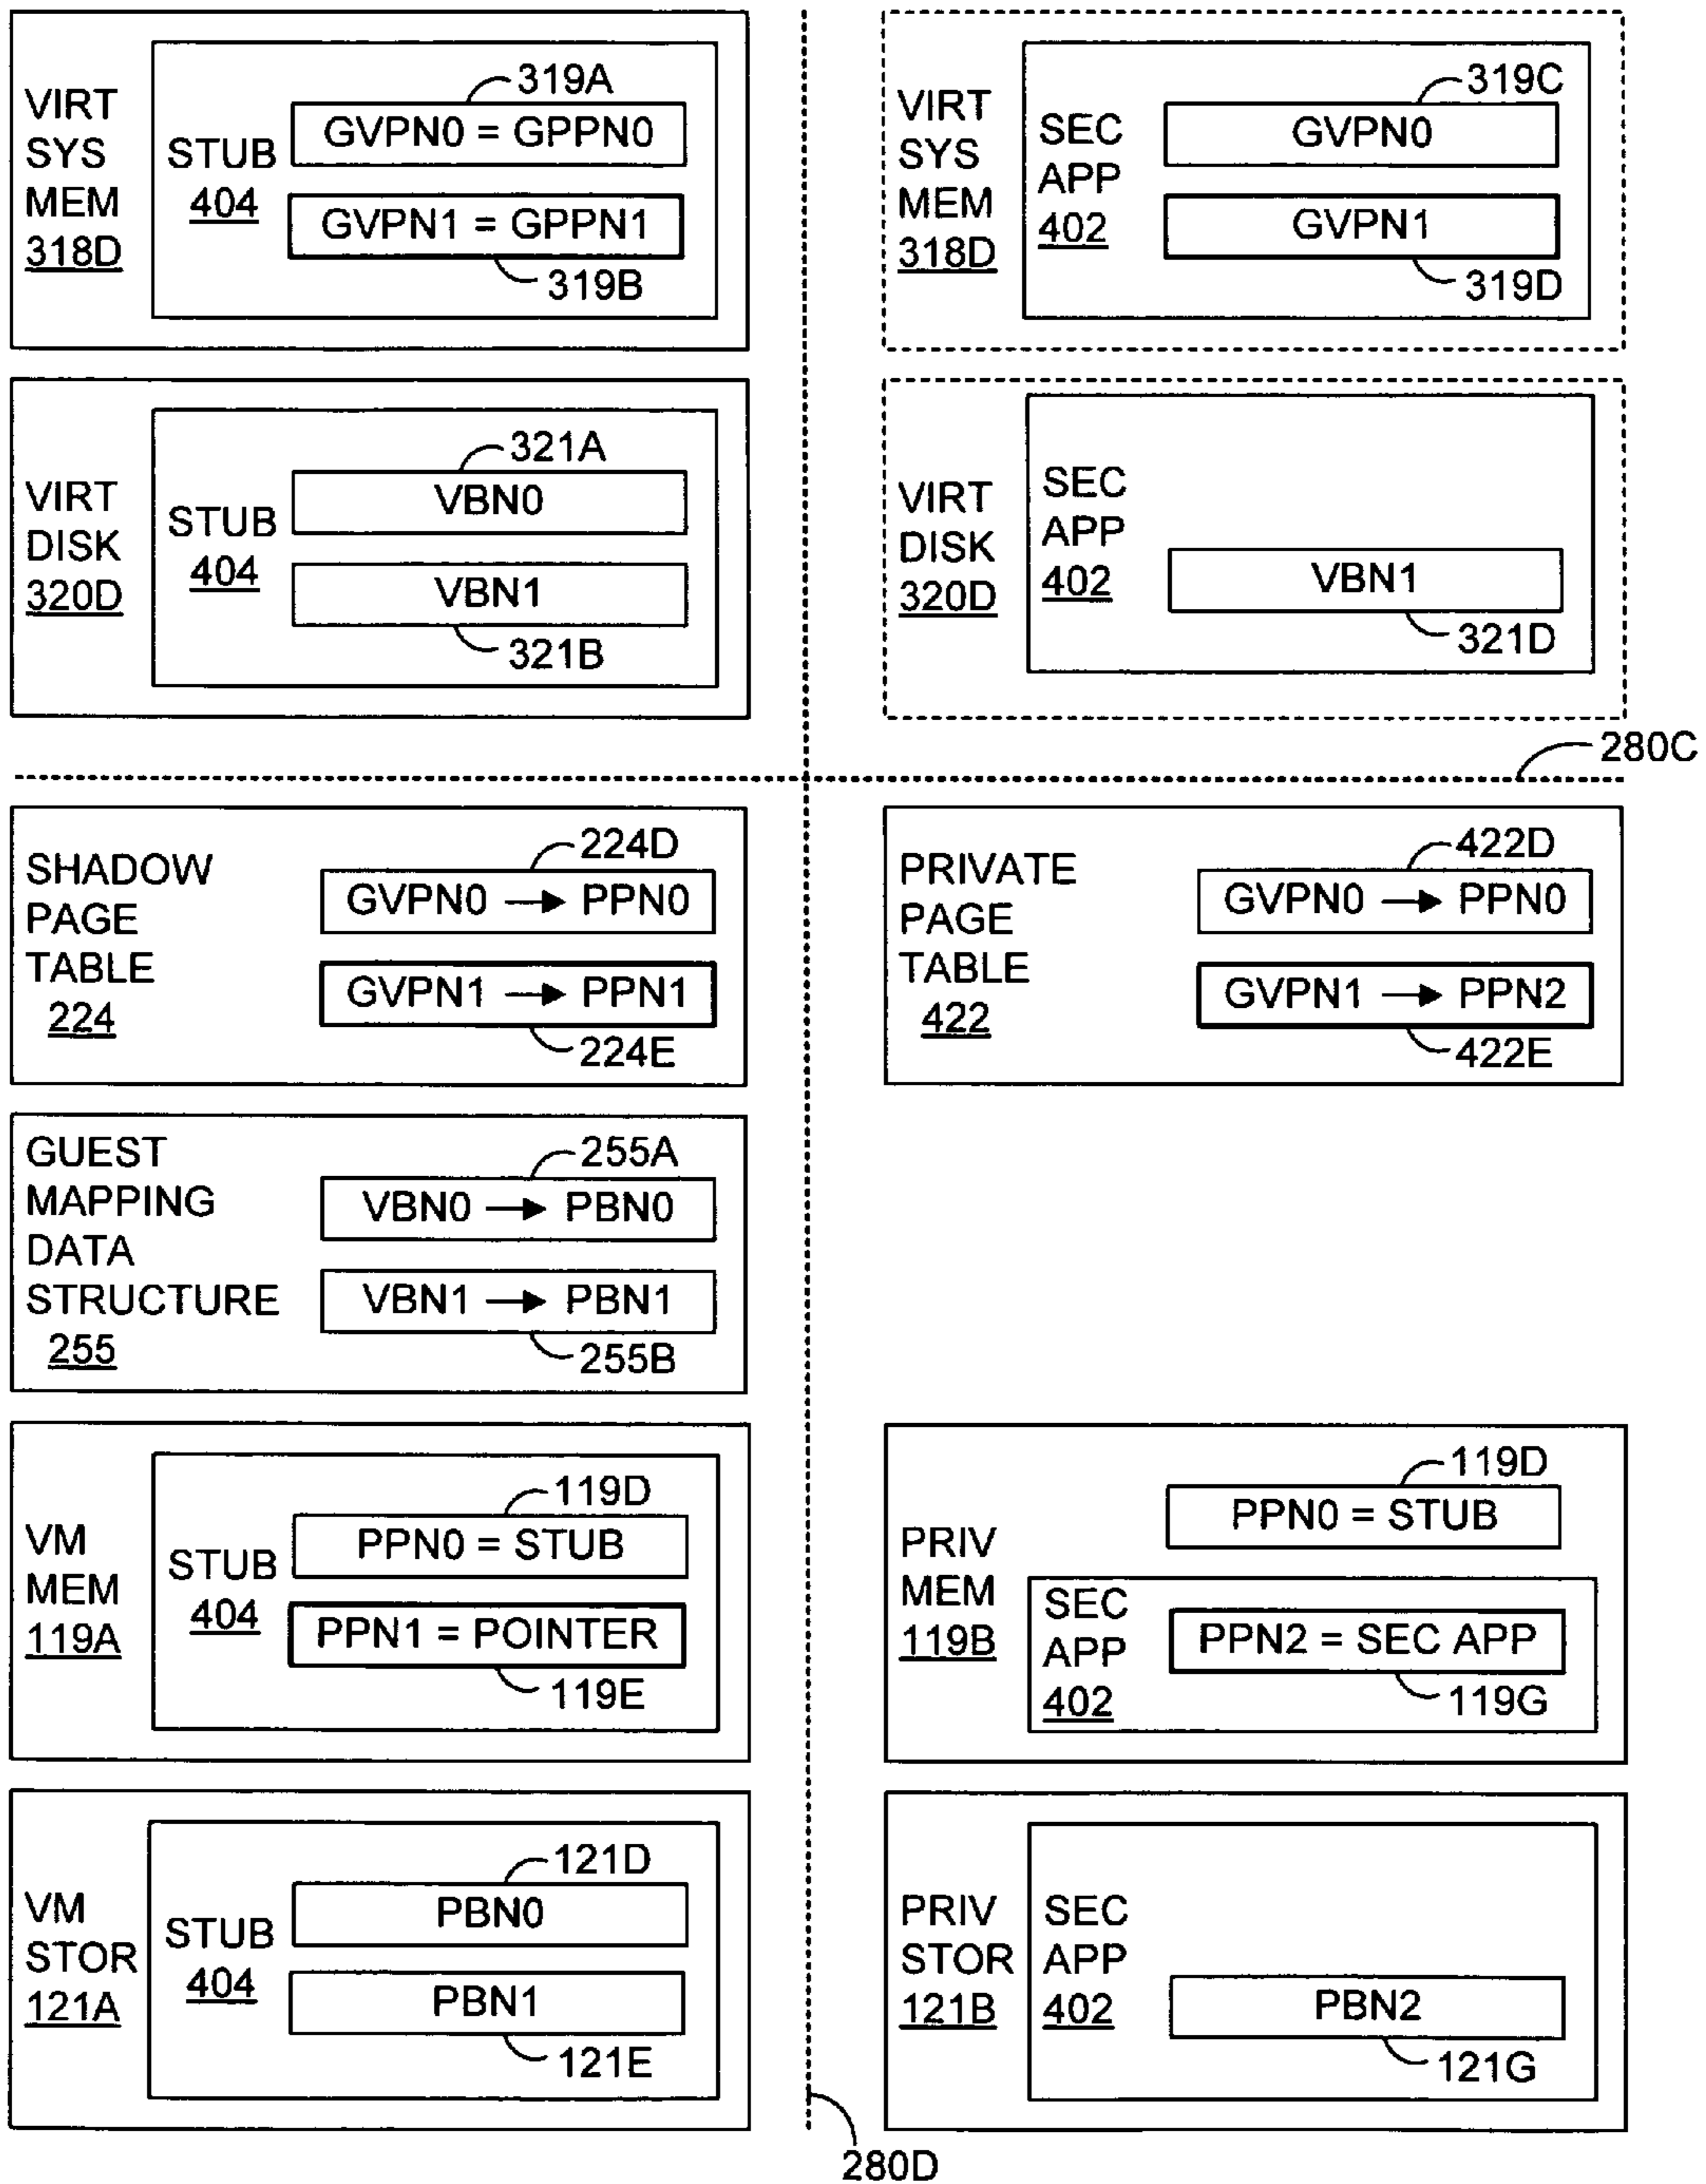 VIRT
SYS
MEM
318D
STUB
404
319A
GVPN0 = GPPN0
GVPN1 = GPPN1
319B
VIRT
SYS
MEM
318D
SEC
APP
402
319C
GVPN0
GVPN1
319D
VIRT
DISK
320D
STUB
404
321A
VBN0
VBN1
321B
VIRT
DISK
320D
SEC
APP
402
VBN1
321D
280C
SHADOW
PAGE
TABLE
224
224D
GVPN0 → PPN0
GVPN1 → PPN1
224E
PRIVATE
PAGE
TABLE
422
422D
GVPN0 → PPN0
GVPN1 → PPN2
422E
GUEST
MAPPING
DATA
STRUCTURE
255
255A
VBN0 → PBN0
VBN1 → PBN1
255B
VM
MEM
119A
STUB
404
119D
PPN0 = STUB
PPN1 = POINTER
119E
PRIV
MEM
119B
119D
PPN0 = STUB
SEC
APP
402
PPN2 = SEC APP
119G
VM
STOR
121A
STUB
404
121D
PBN0
PBN1
121E
PRIV
STOR
121B
SEC
APP
402
PBN2
121G
280D